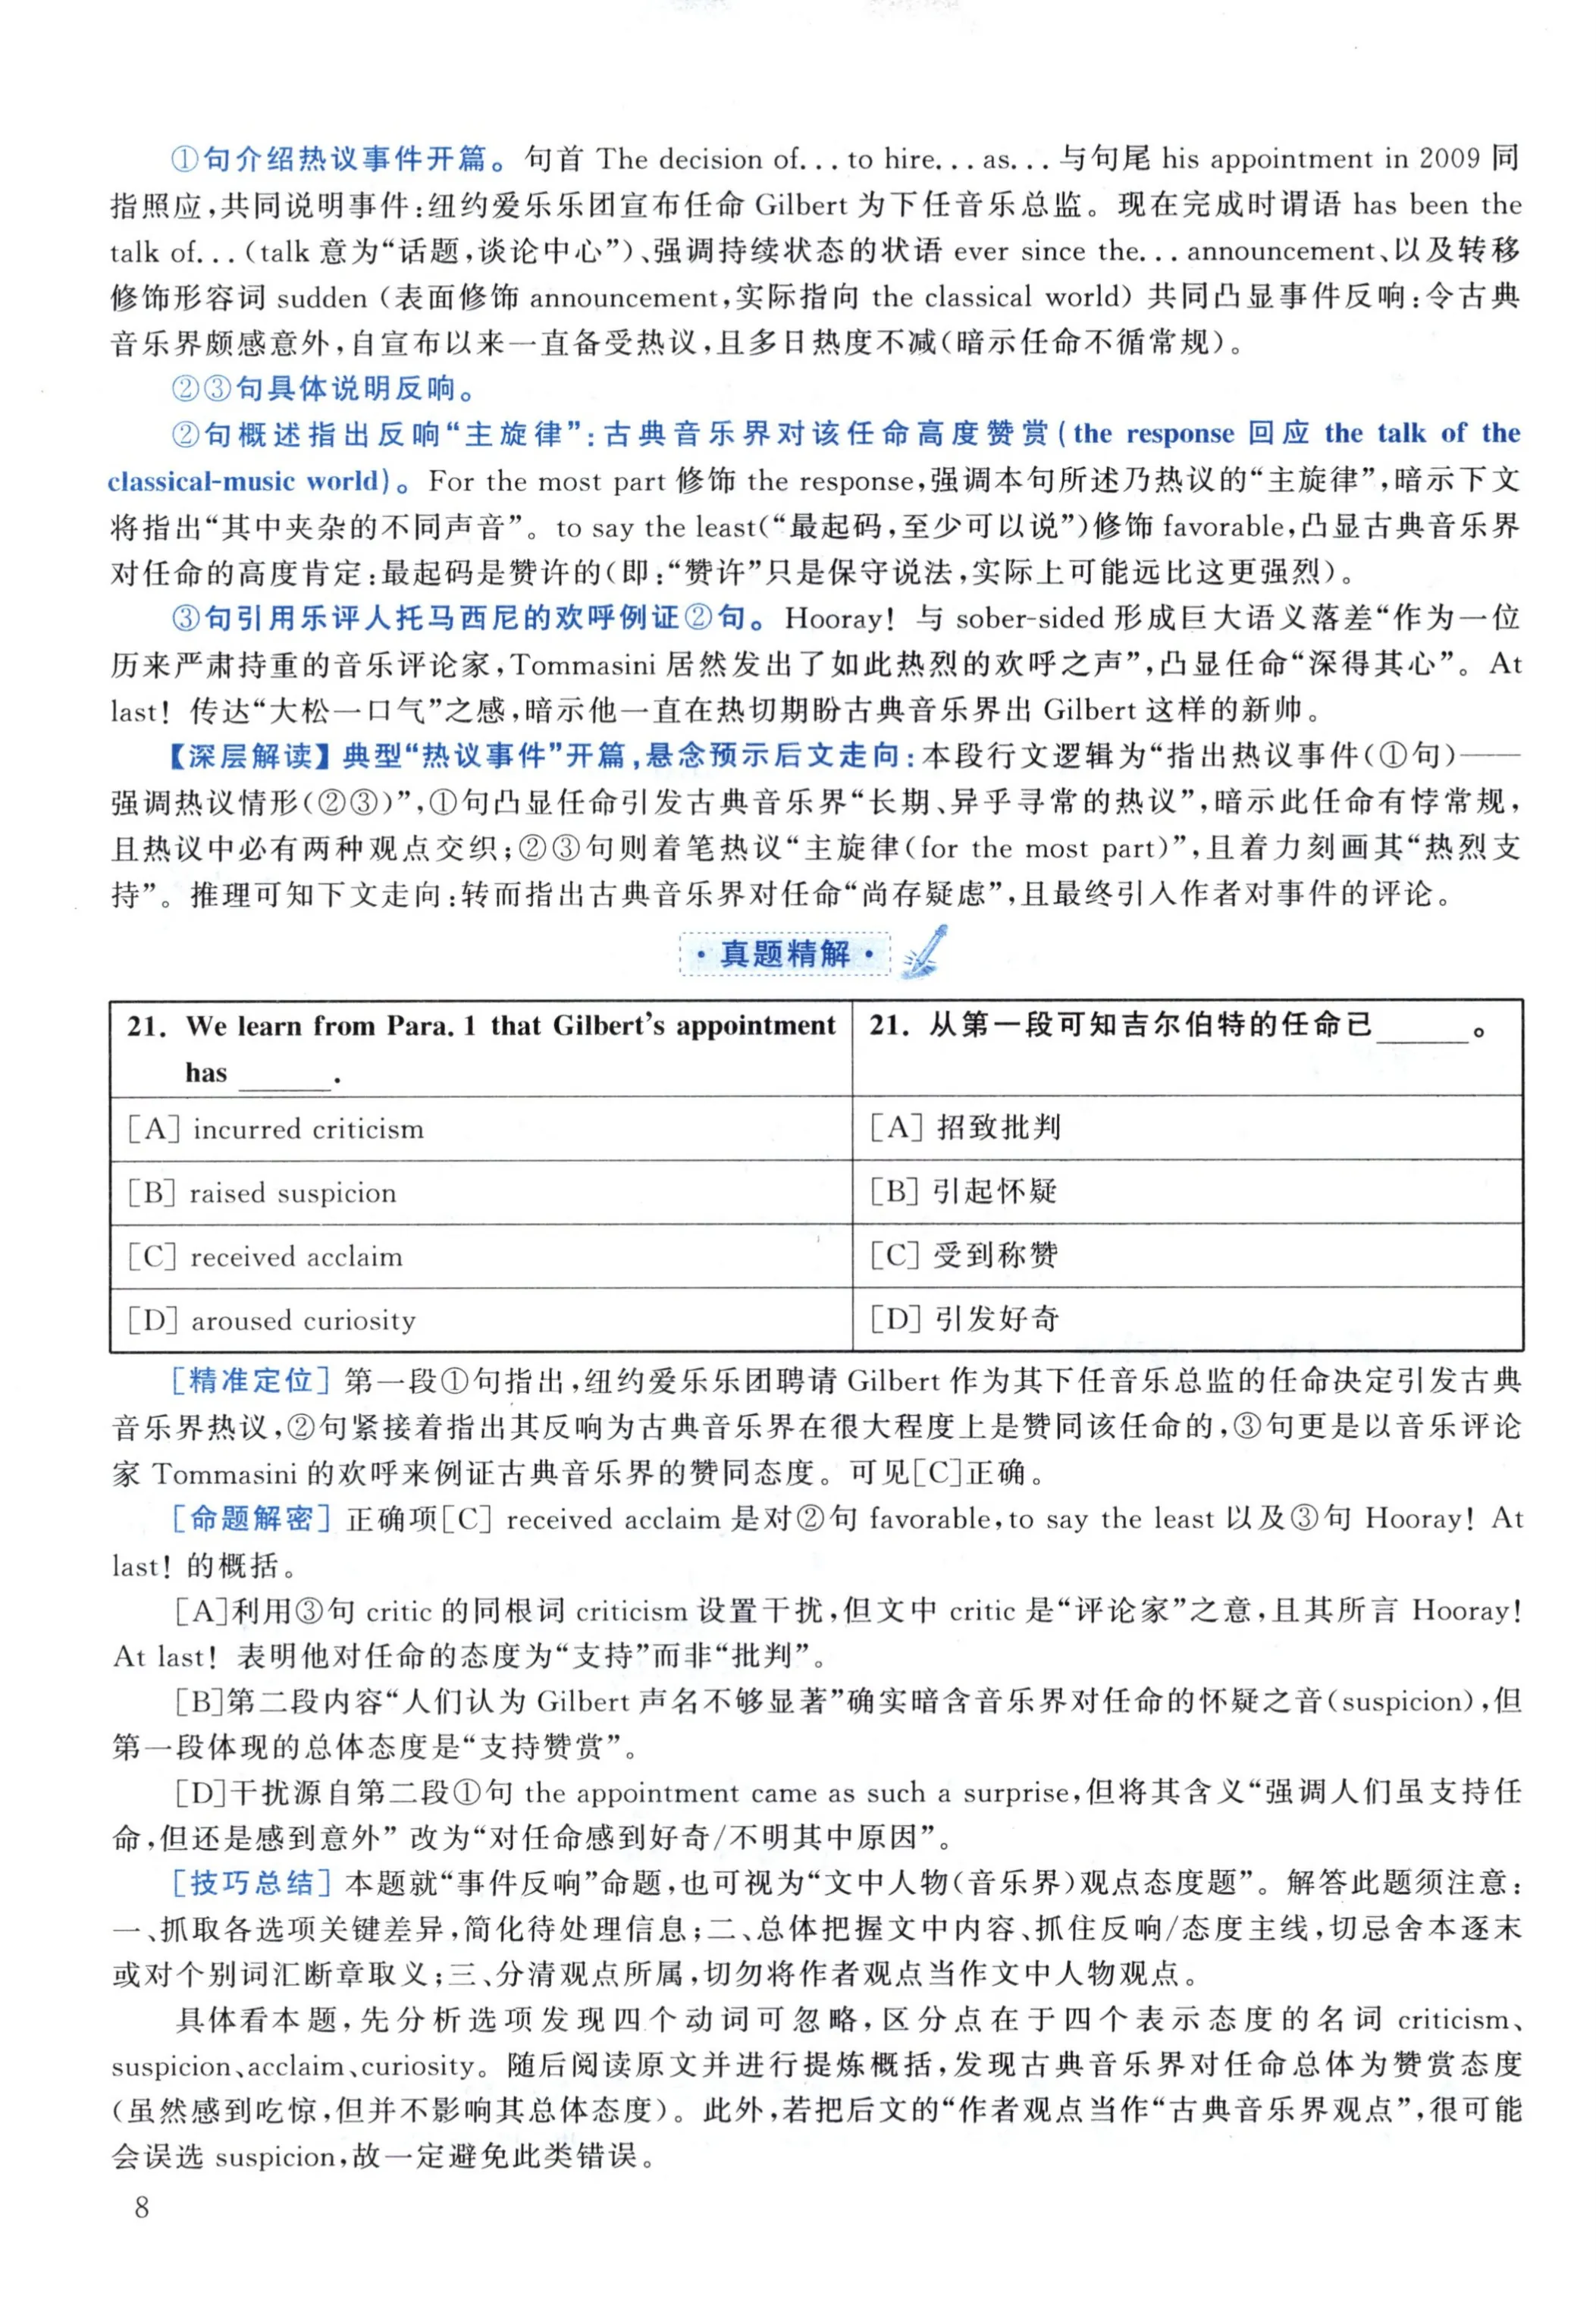 ①句介绍热议事件开篇。句首 The decision of... to hire... as... 与句尾 his appointment in 2009 同
指照应,共同说明事件:纽约爱乐乐团宣布任命 Gilbert 为下任音乐总监。现在完成时谓语 has been the
talk of...(talk 意为“话题,谈论中心”)、强调持续状态的状语 ever since the... announcement、以及转移
修饰形容词 sudden (表面修饰 announcement,实际指向 the classical world) 共同凸显事件反响:令古典
音乐界颇感意外,自宣布以来一直备受热议,且多日热度不减(暗示任命不循常规)。
②③句具体说明反响。
②句概述指出反响“主旋律”:古典音乐界对该任命高度赞赏(the response 回应 the talk of the
classical-music world)。For the most part 修饰 the response,强调本句所述乃热议的“主旋律”,暗示下文
将指出“其中夹杂的不同声音”。to say the least(“最起码,至少可以说”)修饰 favorable,凸显古典音乐界
对任命的高度肯定:最起码是赞许的(即:“赞许”只是保守说法,实际上可能远比这更强烈)。
③句引用乐评人托马西尼的欢呼例证②句。Hooray! 与 sober-sided 形成巨大语义落差“作为一位
历来严肃持重的音乐评论家,Tommasini 居然发出了如此热烈的欢呼之声”,凸显任命“深得其心”。At
last! 传达“大松一口气”之感,暗示他一直在热切期盼古典音乐界出 Gilbert 这样的新帅。
【深层解读】典型“热议事件”开篇,悬念预示后文走向:本段行文逻辑为“指出热议事件(①句)——
强调热议情形(②③)”,①句凸显任命引发古典音乐界“长期、异乎寻常的热议”,暗示此任命有悖常规,
且热议中必有两种观点交织;②③句则着笔热议“主旋律(for the most part)”,且着力刻画其“热烈支
持”。推理可知下文走向:转而指出古典音乐界对任命“尚存疑虑”,且最终引入作者对事件的评论。
·真题精解·
21. We learn from Para. 1 that Gilbert's appointment
has ______.
21. 从第一段可知吉尔伯特的任命已______。
[A] incurred criticism
[A] 招致批判
[B] raised suspicion
[B] 引起怀疑
[C] received acclaim
[C] 受到称赞
[D] aroused curiosity
[D] 引发好奇
[精准定位] 第一段①句指出,纽约爱乐乐团聘请 Gilbert 作为其下任音乐总监的任命决定引发古典
音乐界热议,②句紧接着指出其反响为古典音乐界在很大程度上是赞同该任命的,③句更是以音乐评论
家 Tommasini 的欢呼来例证古典音乐界的赞同态度。可见[C]正确。
[命题解密] 正确项[C] received acclaim 是对②句 favorable,to say the least 以及③句 Hooray! At
last! 的概括。
[A]利用③句 critic 的同根词 criticism 设置干扰,但文中 critic 是“评论家”之意,且其所言 Hooray!
At last! 表明他对任命的态度为“支持”而非“批判”。
[B]第二段内容“人们认为 Gilbert 声名不够显著”确实暗含音乐界对任命的怀疑之音(suspicion),但
第一段体现的总体态度是“支持赞赏”。
[D]干扰源自第二段①句 the appointment came as such a surprise,但将其含义“强调人们虽支持任
命,但还是感到意外” 改为“对任命感到好奇/不明其中原因”。
[技巧总结] 本题就“事件反响”命题,也可视为“文中人物(音乐界)观点态度题”。解答此题须注意:
一、抓取各选项关键差异,简化待处理信息;二、总体把握文中内容、抓住反响/态度主线,切忌舍本逐末
或对个别词汇断章取义;三、分清观点所属,切勿将作者观点当作文中人物观点。
具体看本题,先分析选项发现四个动词可忽略,区分点在于四个表示态度的名词 criticism、
suspicion、acclaim、curiosity。随后阅读原文并进行提炼概括,发现古典音乐界对任命总体为赞赏态度
(虽然感到吃惊,但并不影响其总体态度)。此外,若把后文的“作者观点当作“古典音乐界观点”,很可能
会误选 suspicion,故一定避免此类错误。
8